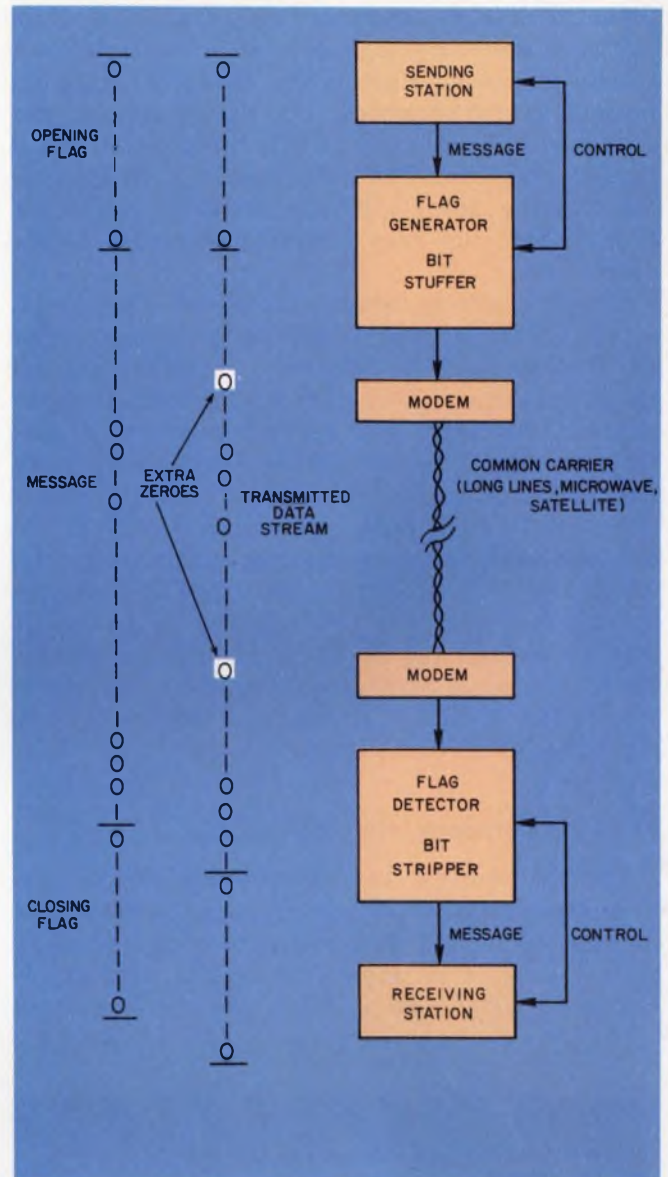 OPENING
FLAG
MESSAGE
CLOSING
FLAG
EXTRA
ZEROES
TRANSMITTED
DATA
STREAM
SENDING
STATION
MESSAGE
CONTROL
FLAG
GENERATOR
BIT
STUFFER
MODEM
COMMON CARRIER
(LONG LINES, MICROWAVE,
SATELLITE)
MODEM
FLAG
DETECTOR
BIT
STRIPPER
MESSAGE
CONTROL
RECEIVING
STATION